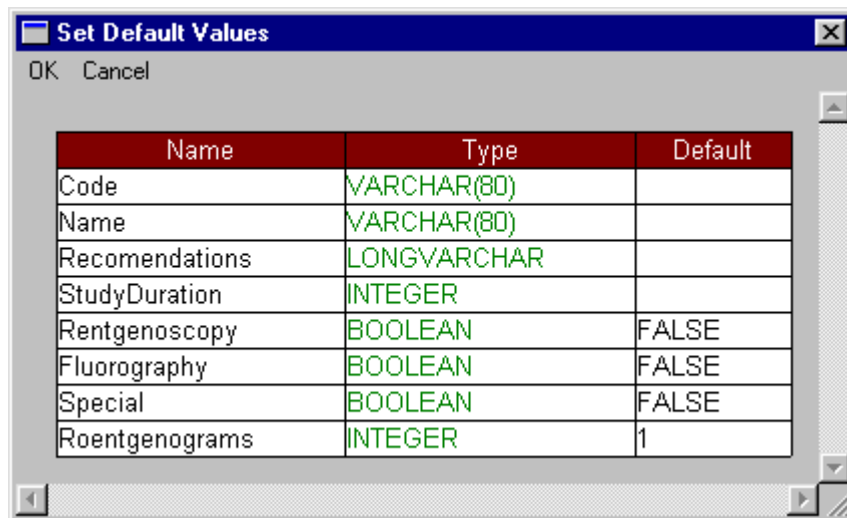 Set Default Values
OK Cancel
Name Type Default
Code VARCHAR(80)
Name VARCHAR(80)
Recomendations LONGVARCHAR
StudyDuration INTEGER
Rentgenoscopy BOOLEAN FALSE
Fluorography BOOLEAN FALSE
Special BOOLEAN FALSE
Roentgenograms INTEGER 1